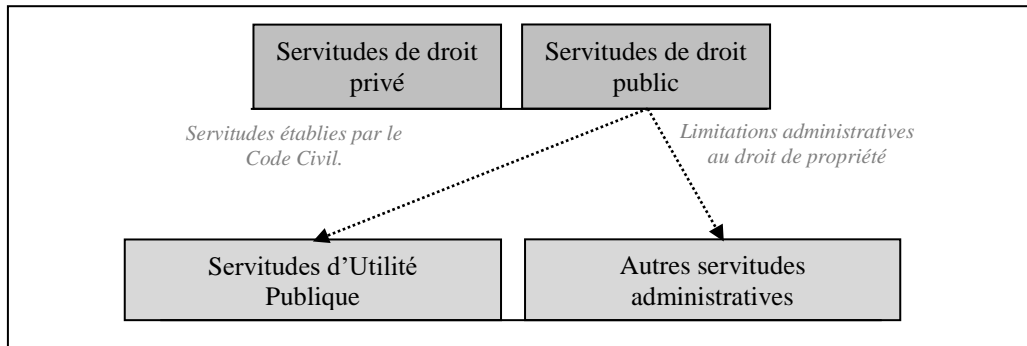 Servitudes de droit
privé
Servitudes de droit
public
Servitudes établies par le
Code Civil.
Limitations administratives
au droit de propriété
Servitudes d’Utilité
Publique
Autres servitudes
administratives